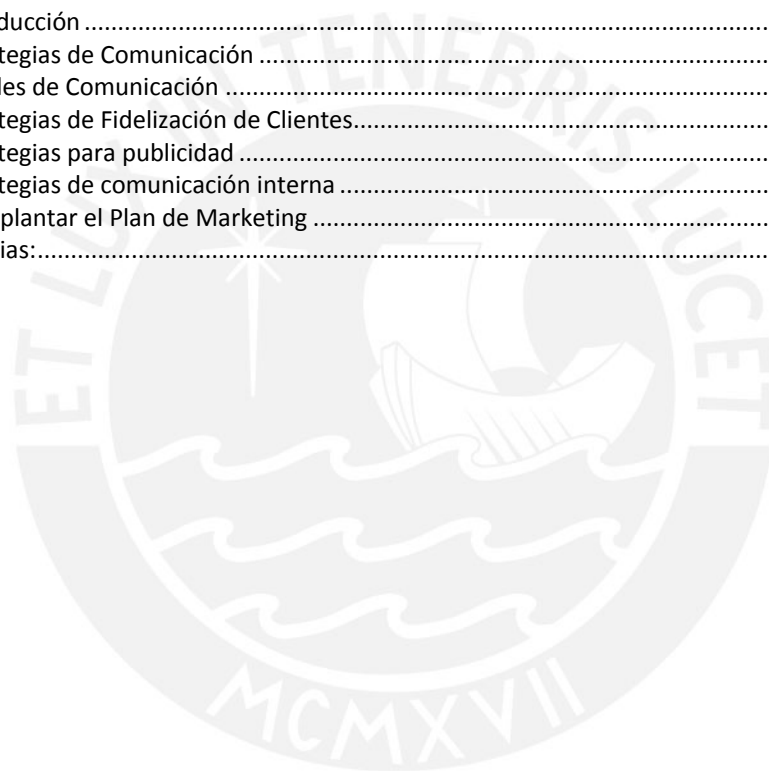 ducción ........................................................................................................................
tegias de Comunicación ........................................................................................
les de Comunicación ..............................................................................................
tegias de Fidelización de Clientes..........................................................................
tegias para publicidad ............................................................................................
tegias de comunicación interna .............................................................................
plantar el Plan de Marketing ..................................................................................
ias:................................................................................................................................
ET LUX IN TENEBRIS LUCET
MCMXVII